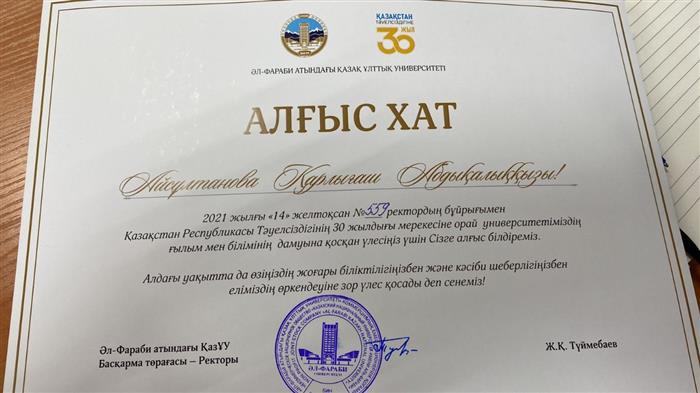 ҚАЗАҚСТАН
ТӘУЕЛСІЗДІГІНЕ
30 ЖЫЛ
ӘЛ-ФАРАБИ АТЫНДАҒЫ ҚАЗАҚ ҰЛТТЫҚ УНИВЕРСИТЕТІ
АЛҒЫС ХАТ
Айсұлтанова Қарлығаш Абдықалыққызы!
2021 жылғы «14» желтоқсан №559 ректордың бұйрығымен
Қазақстан Республикасы Тәуелсіздігінің 30 жылдығы мерекесіне орай университетіміздің
ғылым мен білімінің дамуына қосқан үлесіңіз үшін Сізге алғыс білдіреміз.
Алдағы уақытта да өзіңіздің жоғары біліктілігіңізбен және кәсіби шеберлігіңізбен
еліміздің өркендеуіне зор үлес қосады деп сенеміз!
Әл-Фараби атындағы ҚазҰУ
Басқарма төрағасы – Ректоры
Ж.Қ. Түймебаев
ӘЛ-ФАРАБИ
УНИВЕРСИТЕТІ